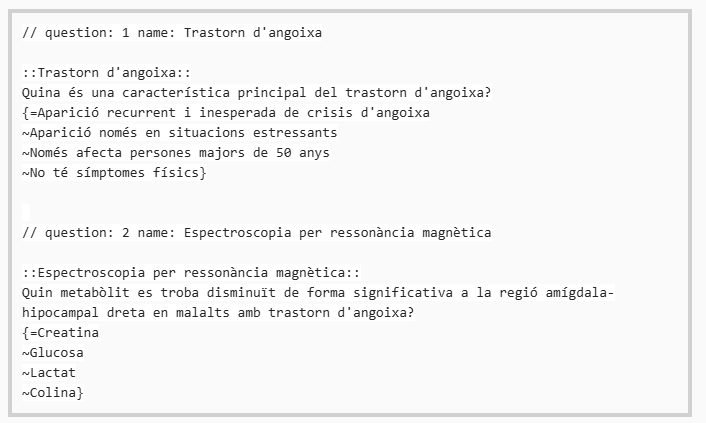 // question: 1 name: Trastorn d'angoixa
::Trastorn d'angoixa::
Quina és una característica principal del trastorn d'angoixa?
{=Aparició recurrent i inesperada de crisis d'angoixa
~Aparició només en situacions estressants
~Només afecta persones majors de 50 anys
~No té símptomes físics}
// question: 2 name: Espectroscopia per ressonància magnètica
::Espectroscopia per ressonància magnètica::
Quin metabòlit es troba disminuït de forma significativa a la regió amígdala-
hipocampal dreta en malalts amb trastorn d'angoixa?
{=Creatina
~Glucosa
~Lactat
~Colina}